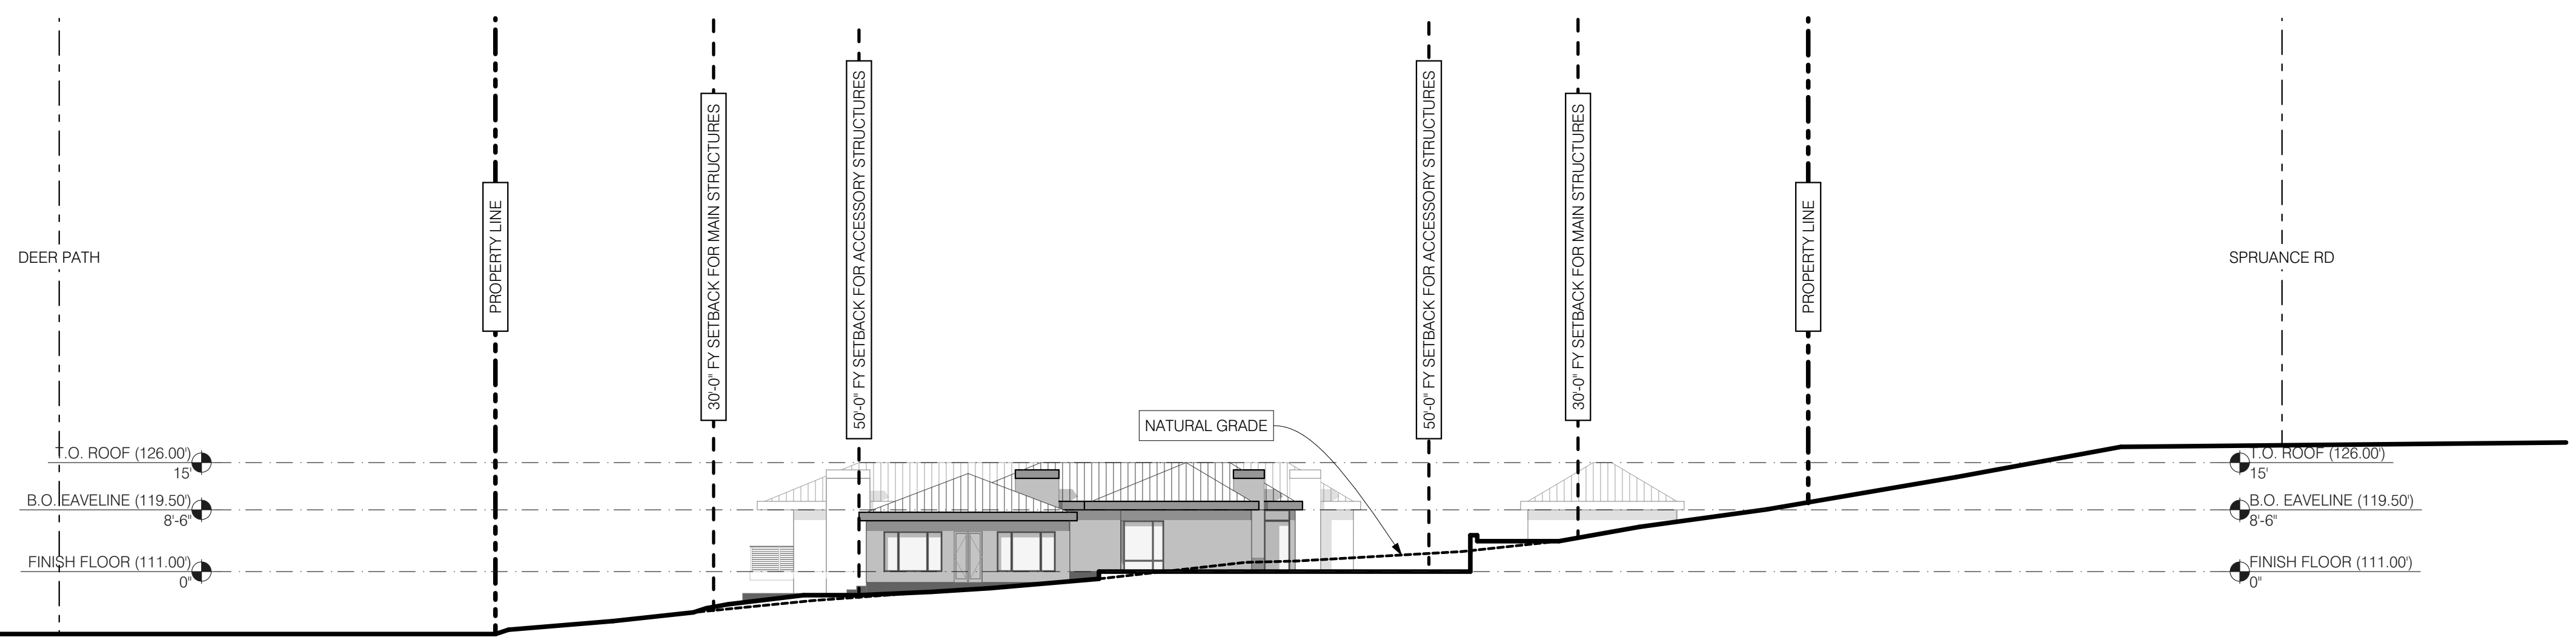 DEER PATH
PROPERTY LINE
30'-0" FY SETBACK FOR MAIN STRUCTURES
50'-0" FY SETBACK FOR ACCESSORY STRUCTURES
50'-0" FY SETBACK FOR ACCESSORY STRUCTURES
30'-0" FY SETBACK FOR MAIN STRUCTURES
PROPERTY LINE
SPRUANCE RD
NATURAL GRADE
T.O. ROOF (126.00')
15'
B.O. EAVELINE (119.50')
8'-6"
FINISH FLOOR (111.00')
0"
T.O. ROOF (126.00')
15'
B.O. EAVELINE (119.50')
8'-6"
FINISH FLOOR (111.00')
0"